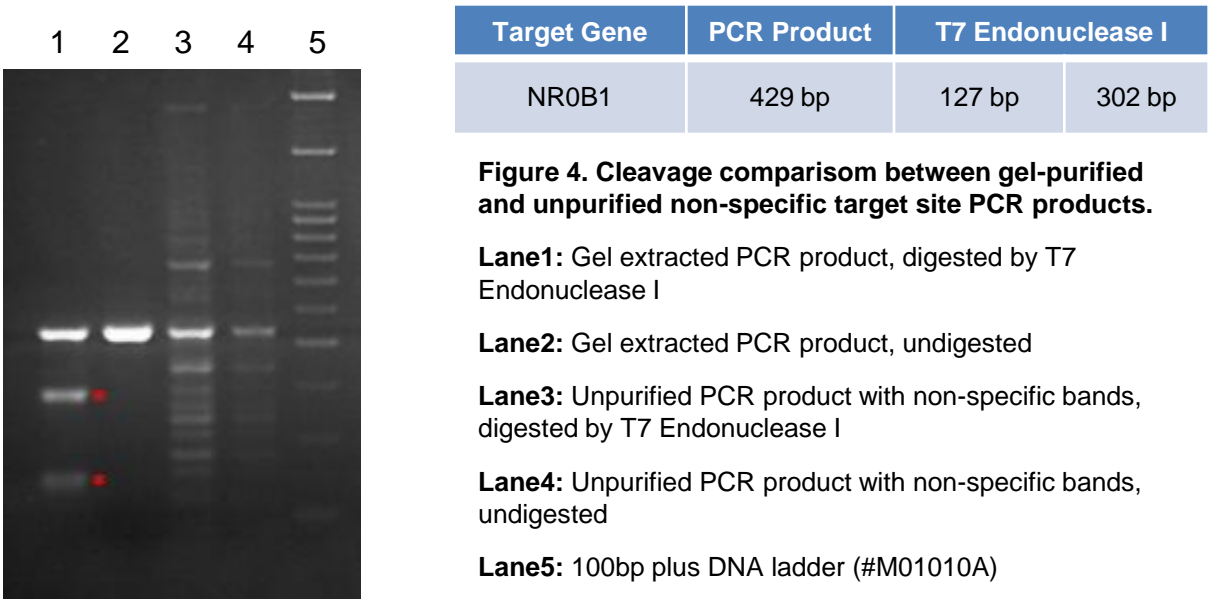 1 2 3 4 5
Target Gene PCR Product T7 Endonuclease I
NR0B1 429 bp 127 bp 302 bp
Figure 4. Cleavage comparisom between gel-purified
and unpurified non-specific target site PCR products.
Lane1: Gel extracted PCR product, digested by T7
Endonuclease I
Lane2: Gel extracted PCR product, undigested
Lane3: Unpurified PCR product with non-specific bands,
digested by T7 Endonuclease I
Lane4: Unpurified PCR product with non-specific bands,
undigested
Lane5: 100bp plus DNA ladder (#M01010A)